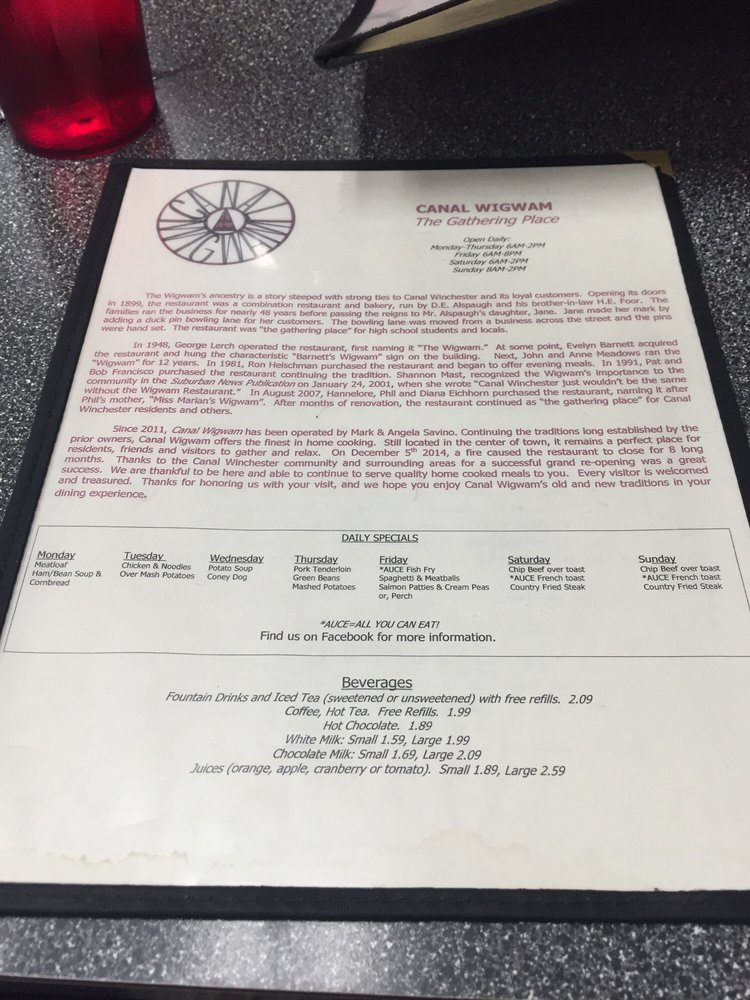 CANAL
WIGWAM
CANAL WIGWAM
The Gathering Place
Open Daily:
Monday-Thursday 6AM-2PM
Friday 6AM-8PM
Saturday 6AM-2PM
Sunday 8AM-2PM
The Wigwam's ancestry is a story steeped with strong ties to Canal Winchester and its loyal customers. Opening its doors
in 1899, the restaurant was a combination restaurant and bakery, run by D.E. Alspaugh and his brother-in-law H.E. Foor. The
families ran the business for nearly 48 years before passing the reigns to Mr. Alspaugh's daughter, Jane. Jane made her mark by
adding a duck pin bowling lane for her customers. The bowling lane was moved from a business across the street and the pins
were hand set. The restaurant was "the gathering place" for high school students and locals.
In 1948, George Lerch operated the restaurant, first naming it "The Wigwam." At some point, Evelyn Barnett acquired
the restaurant and hung the characteristic "Barnett's Wigwam" sign on the building. Next, John and Anne Meadows ran the
"Wigwam" for 12 years. In 1981, Ron Heischman purchased the restaurant and began to offer evening meals. In 1991, Pat and
Bob Francisco purchased the restaurant continuing the tradition. Shannon Mast, recognized the Wigwam's importance to the
community in the Suburban News Publication on January 24, 2001, when she wrote "Canal Winchester just wouldn't be the same
without the Wigwam Restaurant." In August 2007, Hannelore, Phil and Diana Eichhorn purchased the restaurant, naming it after
Phil's mother, "Miss Marian's Wigwam". After months of renovation, the restaurant continued as "the gathering place" for Canal
Winchester residents and others.
Since 2011, Canal Wigwam has been operated by Mark & Angela Savino. Continuing the traditions long established by the
prior owners, Canal Wigwam offers the finest in home cooking. Still located in the center of town, it remains a perfect place for
residents, friends and visitors to gather and relax. On December 5th 2014, a fire caused the restaurant to close for 8 long
months. Thanks to the Canal Winchester community and surrounding areas for a successful grand re-opening was a great
success. We are thankful to be here and able to continue to serve quality home cooked meals to you. Every visitor is welcomed
and treasured. Thanks for honoring us with your visit, and we hope you enjoy Canal Wigwam's old and new traditions in your
dining experience.
DAILY SPECIALS
Monday
Meatloaf
Ham/Bean Soup &
Cornbread
Tuesday
Chicken & Noodles
Over Mash Potatoes
Wednesday
Potato Soup
Coney Dog
Thursday
Pork Tenderloin
Green Beans
Mashed Potatoes
Friday
*AUCE Fish Fry
Spaghetti & Meatballs
Salmon Patties & Cream Peas
or, Perch
Saturday
Chip Beef over toast
*AUCE French toast
Country Fried Steak
Sunday
Chip Beef over toast
*AUCE French toast
Country Fried Steak
*AUCE=ALL YOU CAN EAT!
Find us on Facebook for more information.
Beverages
Fountain Drinks and Iced Tea (sweetened or unsweetened) with free refills. 2.09
Coffee, Hot Tea. Free Refills. 1.99
Hot Chocolate. 1.89
White Milk: Small 1.59, Large 1.99
Chocolate Milk: Small 1.69, Large 2.09
Juices (orange, apple, cranberry or tomato). Small 1.89, Large 2.59